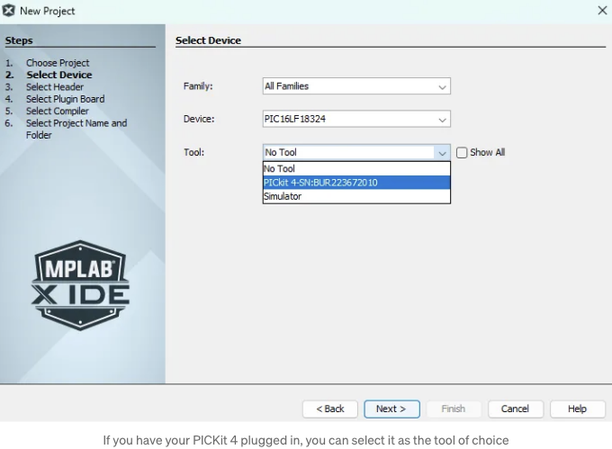 New Project
Steps
1. Choose Project
2. Select Device
3. Select Header
4. Select Plugin Board
5. Select Compiler
6. Select Project Name and
Folder
MPLAB®
X IDE
Select Device
Family: All Families
Device: PIC16LF18324
Tool: No Tool Show All
No Tool
PICkit 4-SN:BUR223672010
Simulator
< Back Next > Finish Cancel Help
If you have your PICKit 4 plugged in, you can select it as the tool of choice